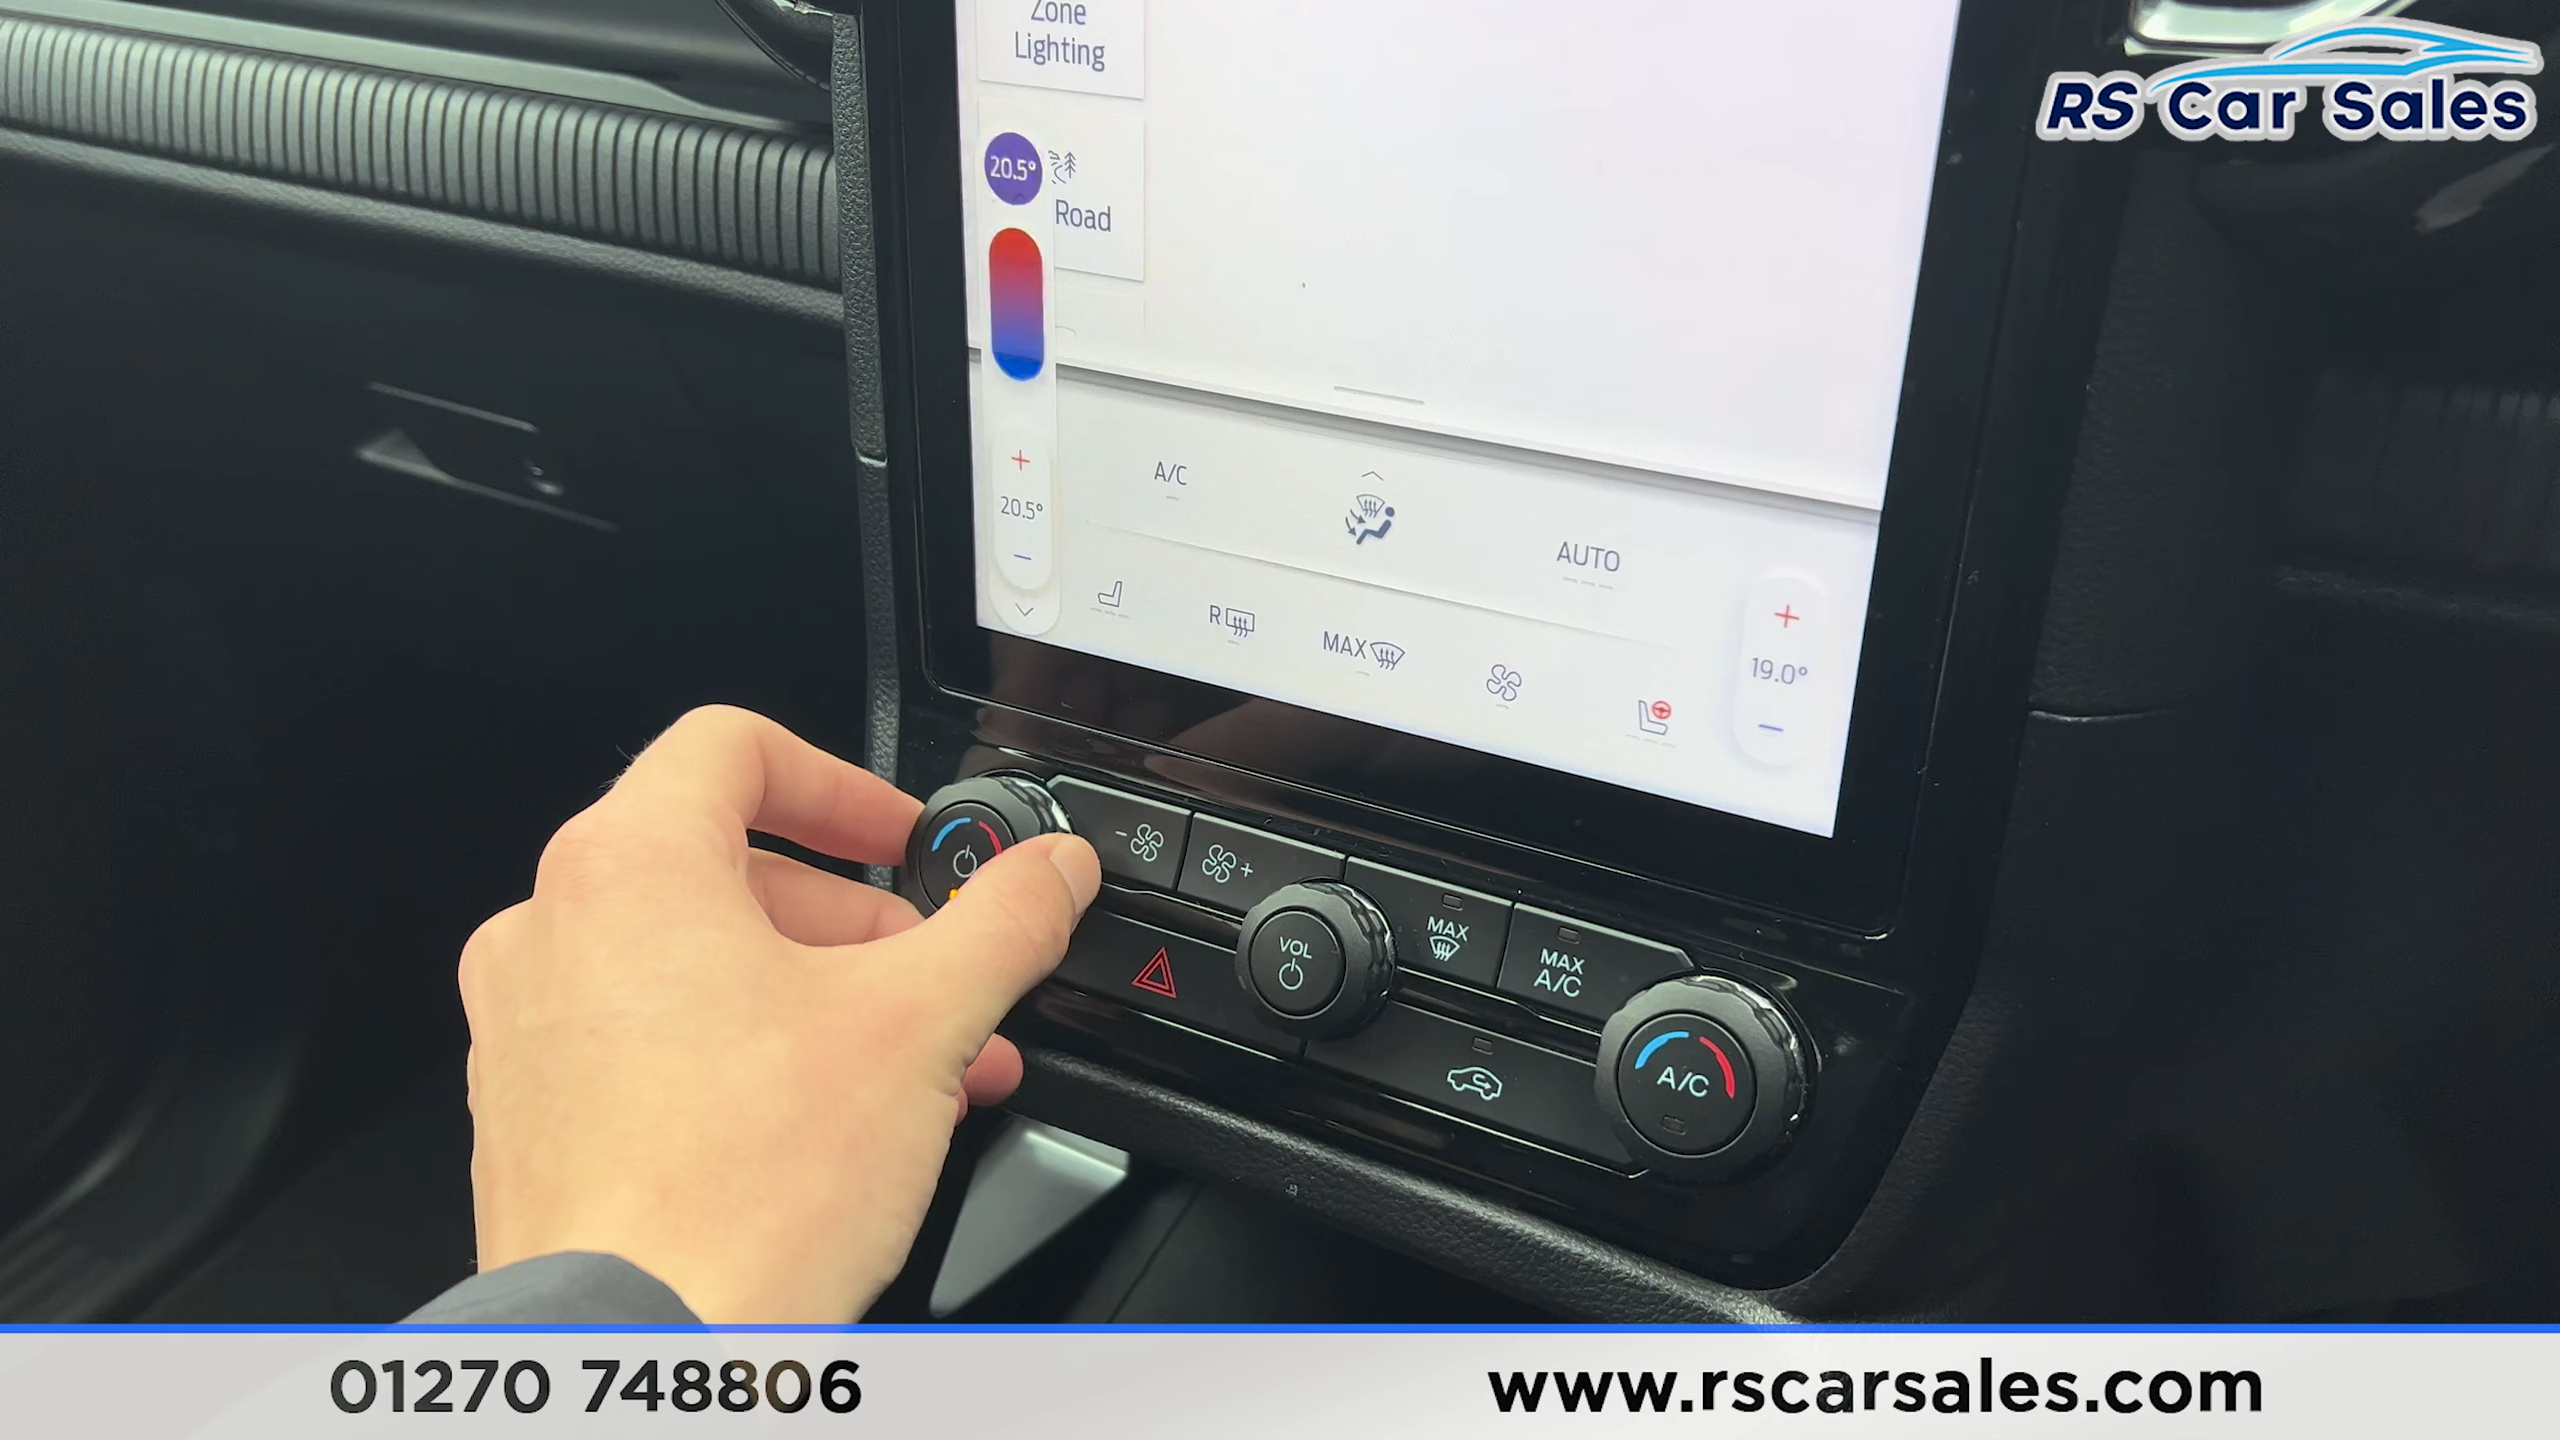 RS Car Sales
Zone
Lighting
20.5°
Road
+
20.5°
−
A/C
AUTO
R
MAX
+
19.0°
−
−
+
VOL
MAX
MAX
A/C
A/C
01270 748806
www.rscarsales.com